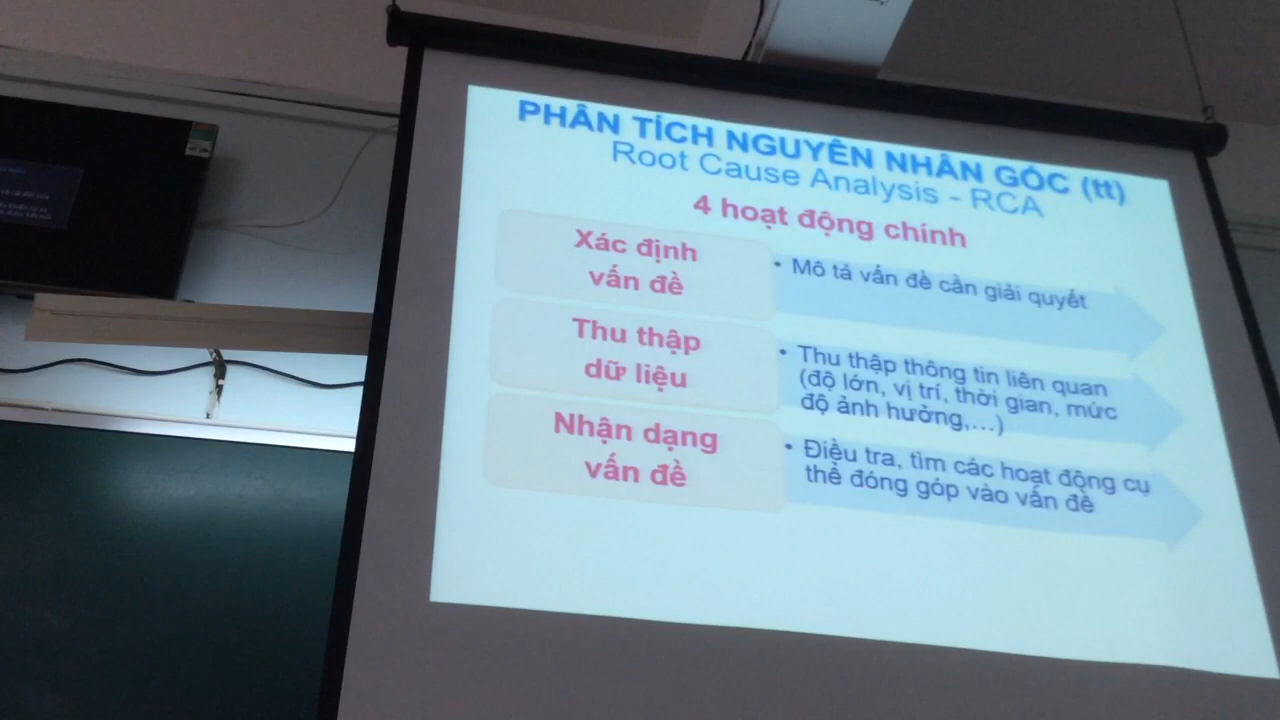 PHÂN TÍCH NGUYÊN NHÂN GỐC (tt)
Root Cause Analysis - RCA
4 hoạt động chính
Xác định
vấn đề
• Mô tả vấn đề cần giải quyết
Thu thập
dữ liệu
• Thu thập thông tin liên quan
(độ lớn, vị trí, thời gian, mức
độ ảnh hưởng,...)
Nhận dạng
vấn đề
• Điều tra, tìm các hoạt động cụ
thể đóng góp vào vấn đề